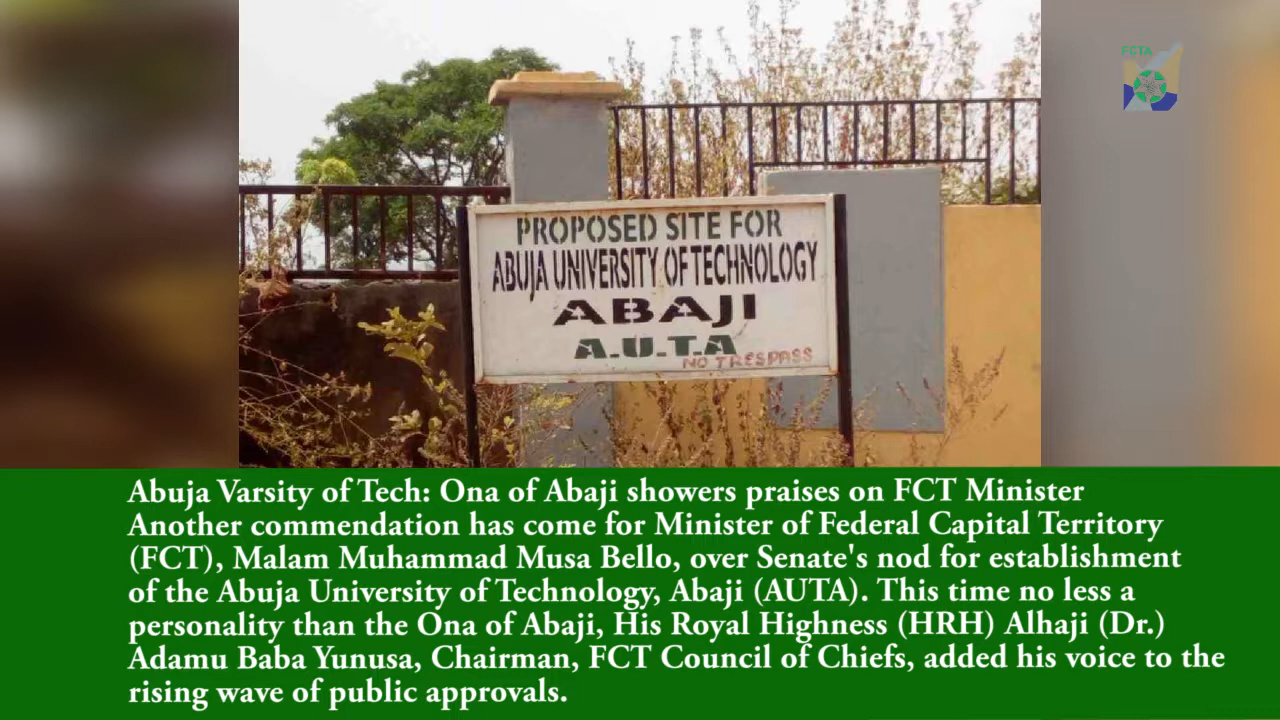 FCTA
PROPOSED SITE FOR
ABUJA UNIVERSITY OF TECHNOLOGY
ABAJI
A.U.T.A
NO TRESPASS
Abuja Varsity of Tech: Ona of Abaji showers praises on FCT Minister
Another commendation has come for Minister of Federal Capital Territory
(FCT), Malam Muhammad Musa Bello, over Senate's nod for establishment
of the Abuja University of Technology, Abaji (AUTA). This time no less a
personality than the Ona of Abaji, His Royal Highness (HRH) Alhaji (Dr.)
Adamu Baba Yunusa, Chairman, FCT Council of Chiefs, added his voice to the
rising wave of public approvals.